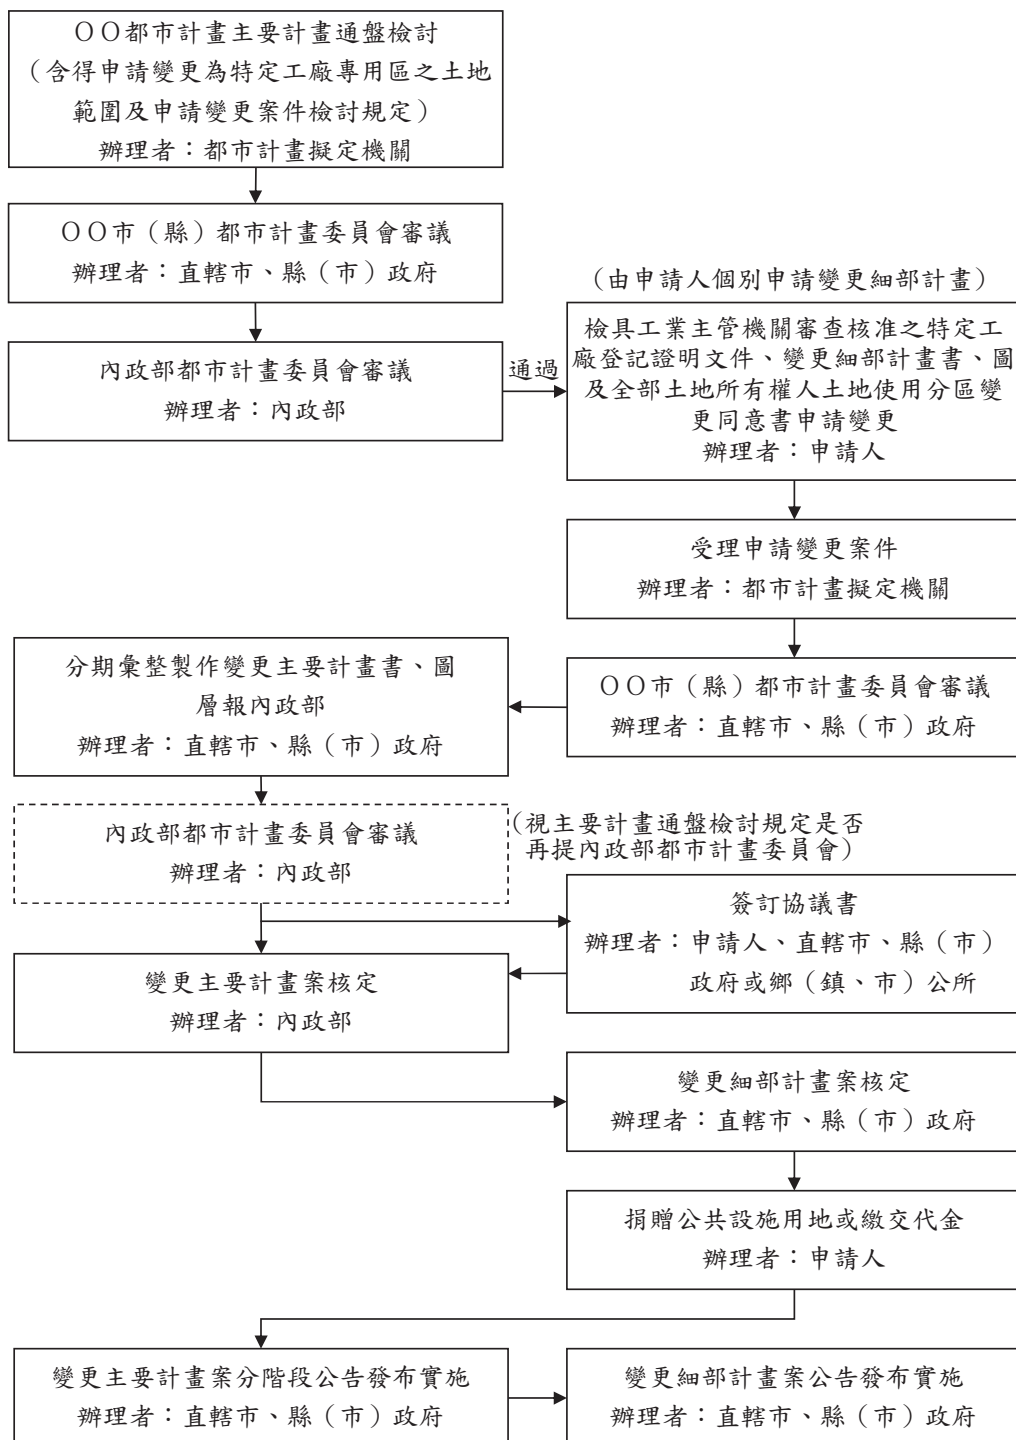 〇〇都市計畫主要計畫通盤檢討
（含得申請變更為特定工廠專用區之土地
範圍及申請變更案件檢討規定）
辦理者：都市計畫擬定機關
〇〇市（縣）都市計畫委員會審議
辦理者：直轄市、縣（市）政府
內政部都市計畫委員會審議
辦理者：內政部
通過
（由申請人個別申請變更細部計畫）
檢具工業主管機關審查核准之特定工
廠登記證明文件、變更細部計畫書、圖
及全部土地所有權人土地使用分區變
更同意書申請變更
辦理者：申請人
受理申請變更案件
辦理者：都市計畫擬定機關
〇〇市（縣）都市計畫委員會審議
辦理者：直轄市、縣（市）政府
分期彙整製作變更主要計畫書、圖
層報內政部
辦理者：直轄市、縣（市）政府
內政部都市計畫委員會審議
辦理者：內政部
（視主要計畫通盤檢討規定是否
再提內政部都市計畫委員會）
簽訂協議書
辦理者：申請人、直轄市、縣（市）
政府或鄉（鎮、市）公所
變更主要計畫案核定
辦理者：內政部
變更細部計畫案核定
辦理者：直轄市、縣（市）政府
捐贈公共設施用地或繳交代金
辦理者：申請人
變更主要計畫案分階段公告發布實施
辦理者：直轄市、縣（市）政府
變更細部計畫案公告發布實施
辦理者：直轄市、縣（市）政府